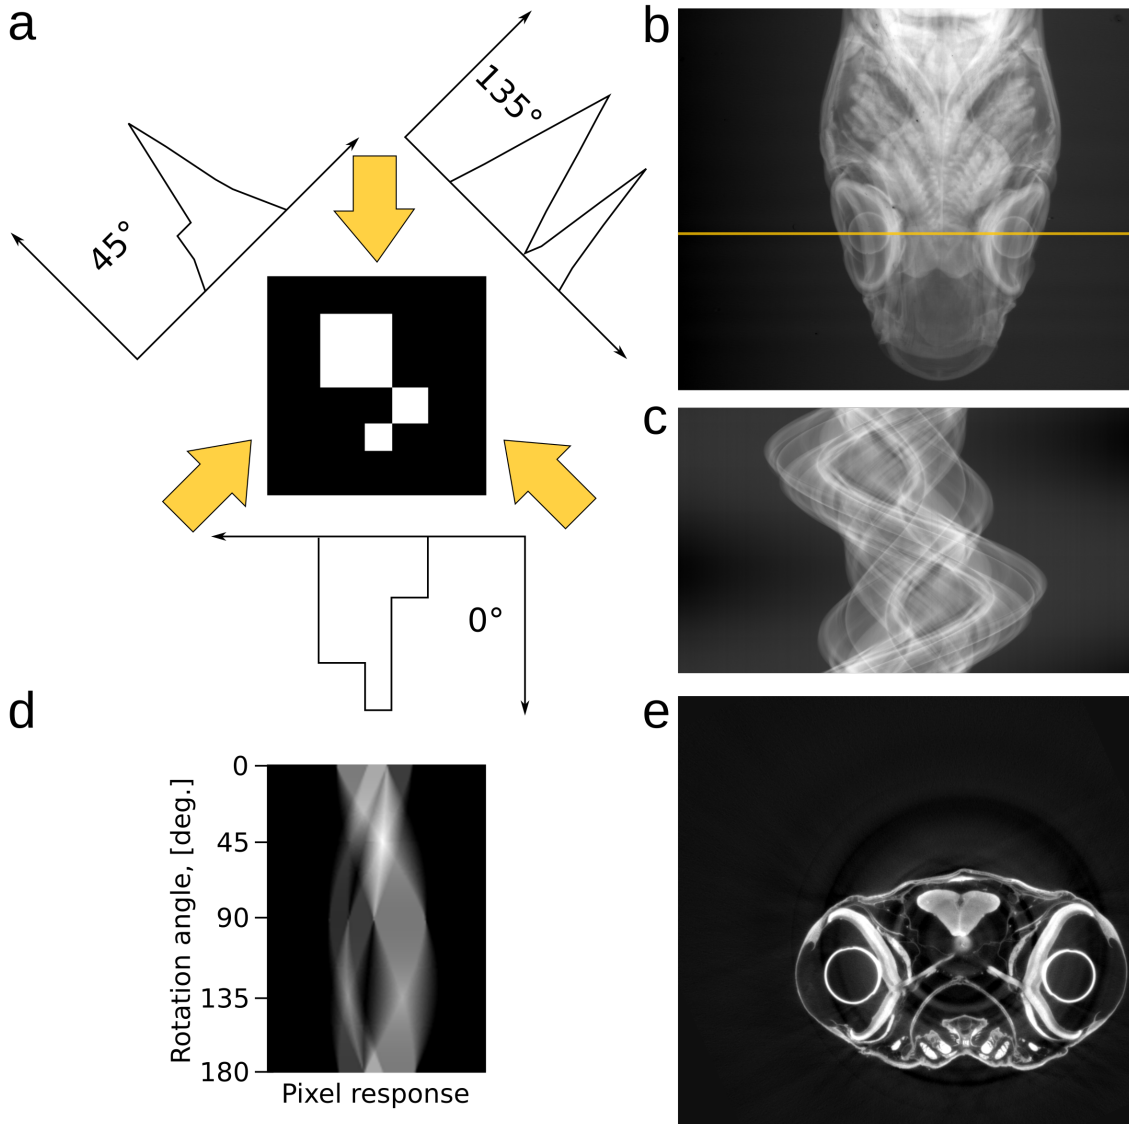 a
135°
45°
0°
b
c
d
Rotation angle, [deg.]
0
45
90
135
180
Pixel response
e